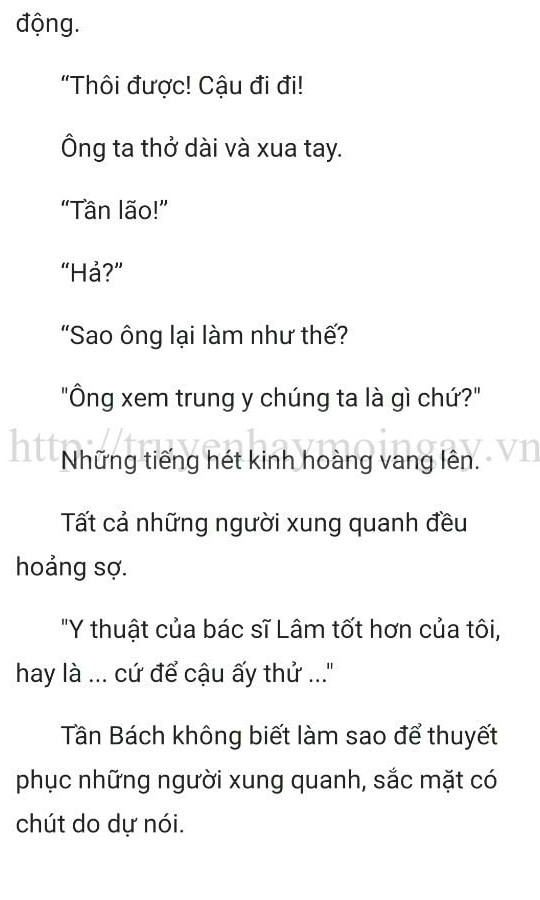 động.
“Thôi được! Cậu đi đi!
Ông ta thở dài và xua tay.
“Tần lão!”
“Hả?”
“Sao ông lại làm như thế?
"Ông xem trung y chúng ta là gì chứ?"
http://truyenhaymoingay.vn
Những tiếng hét kinh hoàng vang lên.
Tất cả những người xung quanh đều
hoảng sợ.
"Y thuật của bác sĩ Lâm tốt hơn của tôi,
hay là ... cứ để cậu ấy thử ..."
Tần Bách không biết làm sao để thuyết
phục những người xung quanh, sắc mặt có
chút do dự nói.